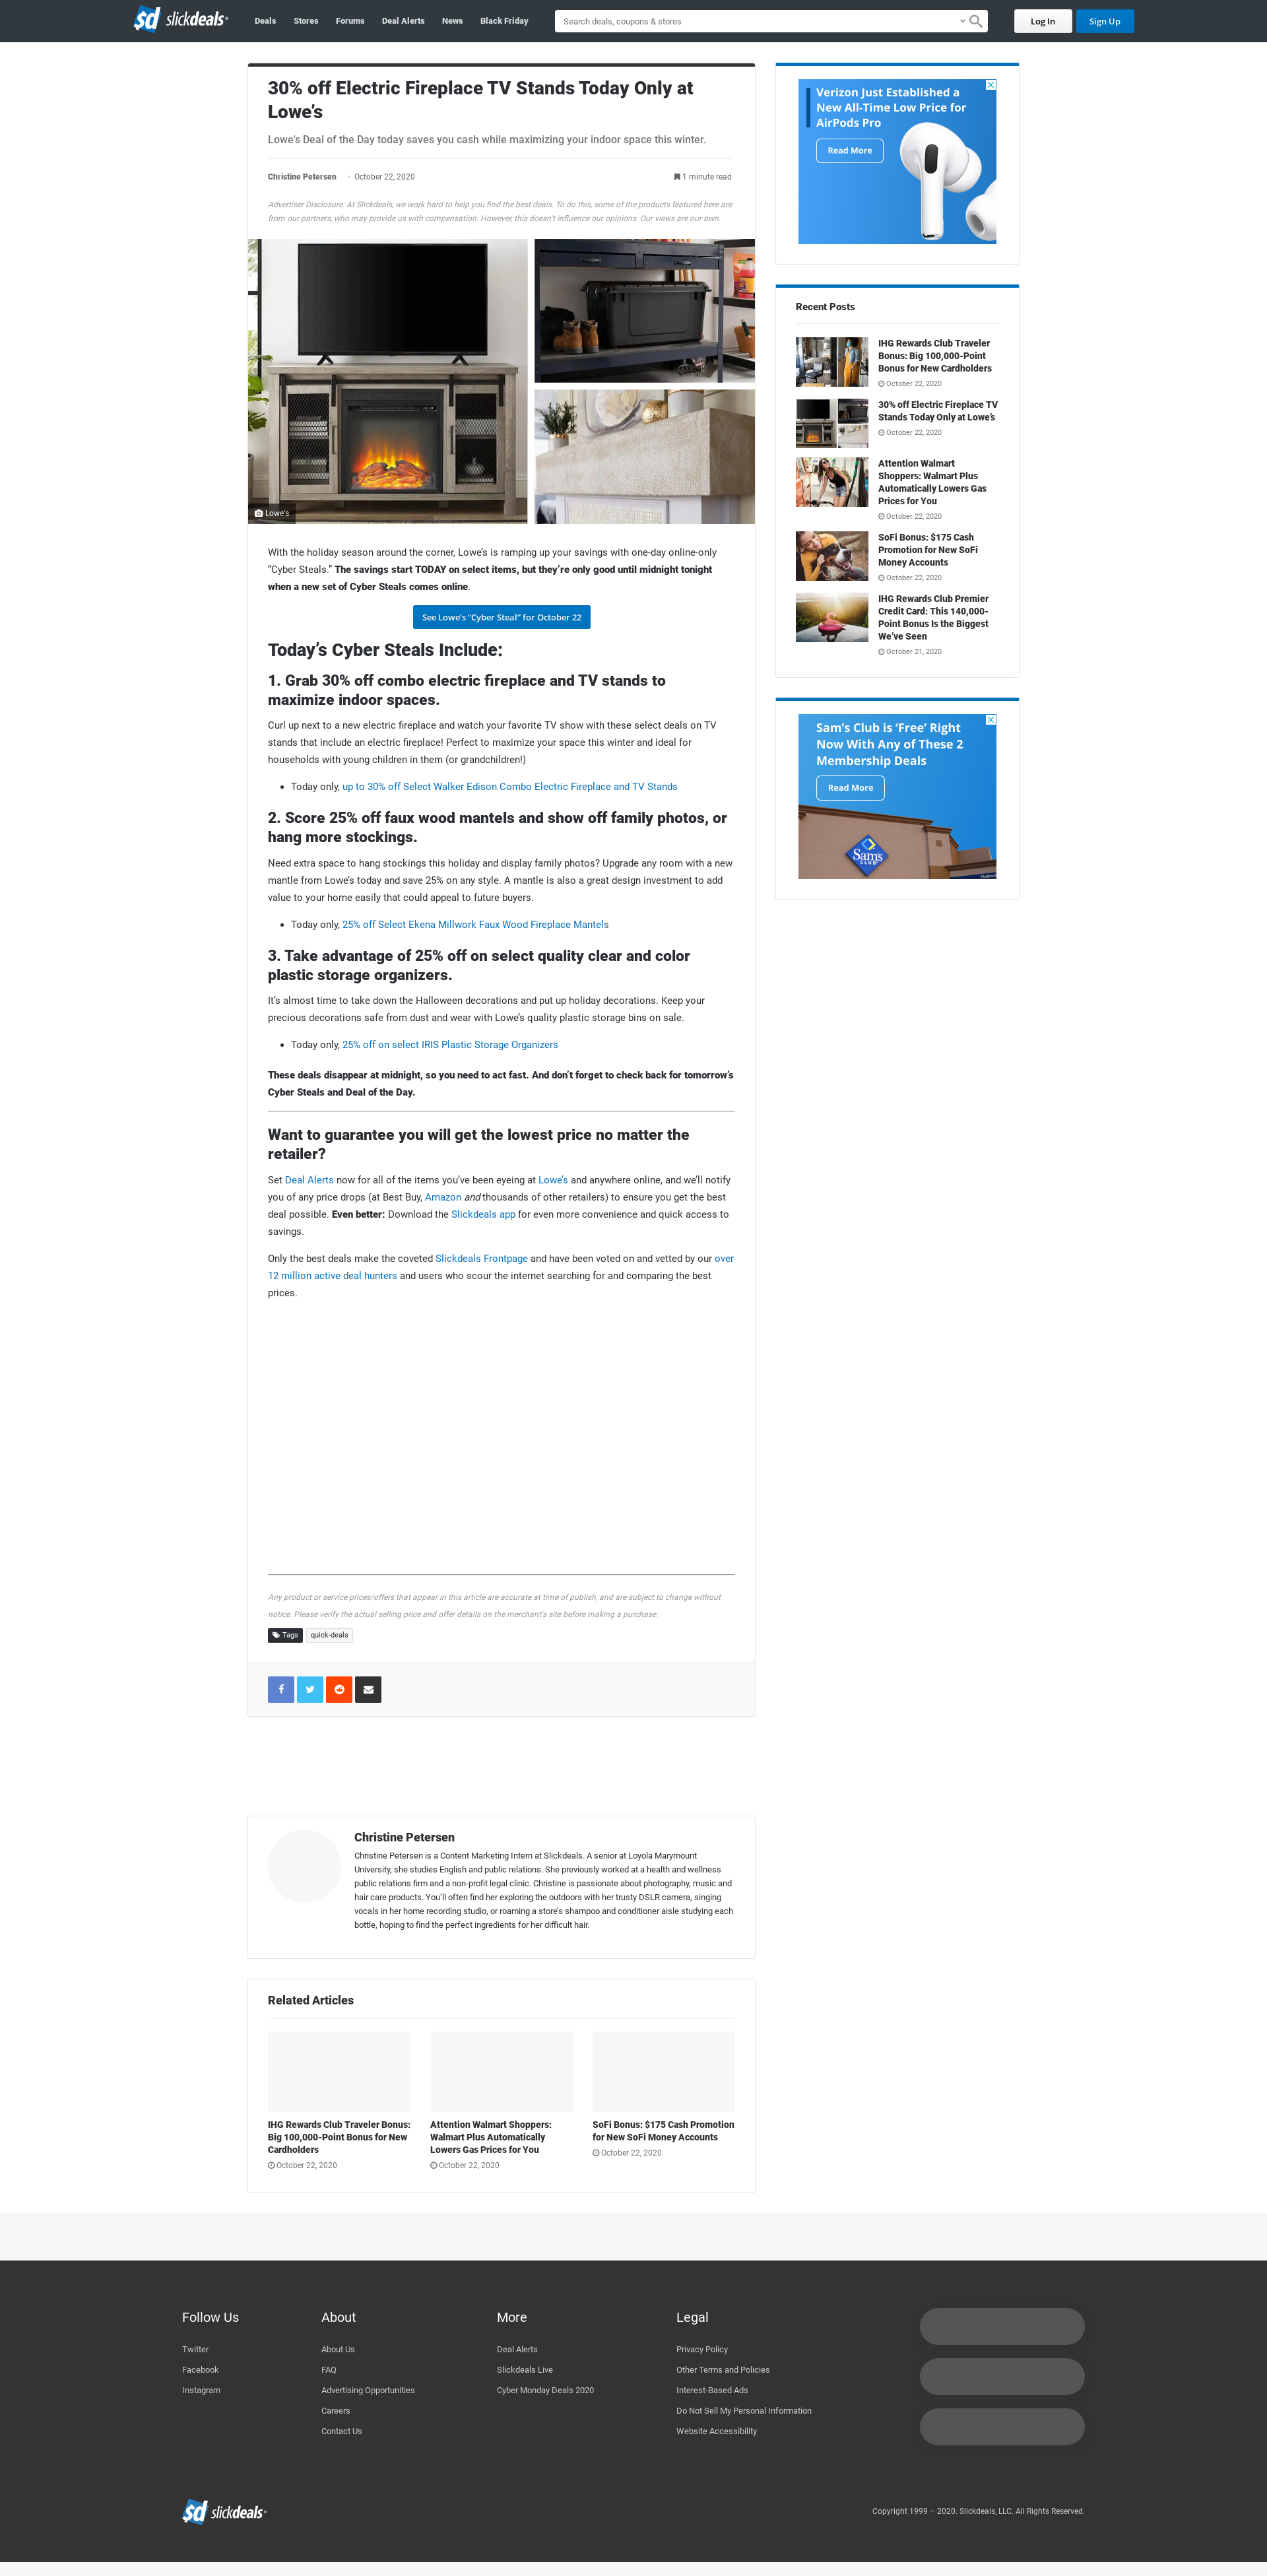 sd slickdeals
Deals
Stores
Forums
Deal Alerts
News
Black Friday
Search deals, coupons & stores
Log In
Sign Up
30% off Electric Fireplace TV Stands Today Only at
Lowe’s
Lowe's Deal of the Day today saves you cash while maximizing your indoor space this winter.
Christine Petersen
October 22, 2020
1 minute read
Advertiser Disclosure: At Slickdeals, we work hard to help you find the best deals. To do this, some of the products featured here are
from our partners, who may provide us with compensation. However, this doesn’t influence our opinions. Our views are our own.
Lowe's
With the holiday season around the corner, Lowe’s is ramping up your savings with one-day online-only
“Cyber Steals.” The savings start TODAY on select items, but they’re only good until midnight tonight
when a new set of Cyber Steals comes online.
See Lowe’s “Cyber Steal” for October 22
Today’s Cyber Steals Include:
1. Grab 30% off combo electric fireplace and TV stands to
maximize indoor spaces.
Curl up next to a new electric fireplace and watch your favorite TV show with these select deals on TV
stands that include an electric fireplace! Perfect to maximize your space this winter and ideal for
households with young children in them (or grandchildren!)
• Today only, up to 30% off Select Walker Edison Combo Electric Fireplace and TV Stands
2. Score 25% off faux wood mantels and show off family photos, or
hang more stockings.
Need extra space to hang stockings this holiday and display family photos? Upgrade any room with a new
mantle from Lowe’s today and save 25% on any style. A mantle is also a great design investment to add
value to your home easily that could appeal to future buyers.
• Today only, 25% off Select Ekena Millwork Faux Wood Fireplace Mantels
3. Take advantage of 25% off on select quality clear and color
plastic storage organizers.
It’s almost time to take down the Halloween decorations and put up holiday decorations. Keep your
precious decorations safe from dust and wear with Lowe’s quality plastic storage bins on sale.
• Today only, 25% off on select IRIS Plastic Storage Organizers
These deals disappear at midnight, so you need to act fast. And don’t forget to check back for tomorrow’s
Cyber Steals and Deal of the Day.
Want to guarantee you will get the lowest price no matter the
retailer?
Set Deal Alerts now for all of the items you’ve been eyeing at Lowe’s and anywhere online, and we’ll notify
you of any price drops (at Best Buy, Amazon and thousands of other retailers) to ensure you get the best
deal possible. Even better: Download the Slickdeals app for even more convenience and quick access to
savings.
Only the best deals make the coveted Slickdeals Frontpage and have been voted on and vetted by our over
12 million active deal hunters and users who scour the internet searching for and comparing the best
prices.
Any product or service prices/offers that appear in this article are accurate at time of publish, and are subject to change without
notice. Please verify the actual selling price and offer details on the merchant's site before making a purchase.
Tags
quick-deals
Christine Petersen
Christine Petersen is a Content Marketing Intern at Slickdeals. A senior at Loyola Marymount
University, she studies English and public relations. She previously worked at a health and wellness
public relations firm and a non-profit legal clinic. Christine is passionate about photography, music and
hair care products. You’ll often find her exploring the outdoors with her trusty DSLR camera, singing
vocals in her home recording studio, or roaming a store’s shampoo and conditioner aisle studying each
bottle, hoping to find the perfect ingredients for her difficult hair.
Related Articles
IHG Rewards Club Traveler Bonus:
Big 100,000-Point Bonus for New
Cardholders
October 22, 2020
Attention Walmart Shoppers:
Walmart Plus Automatically
Lowers Gas Prices for You
October 22, 2020
SoFi Bonus: $175 Cash Promotion
for New SoFi Money Accounts
October 22, 2020
Verizon Just Established a
New All-Time Low Price for
AirPods Pro
Read More
Recent Posts
IHG Rewards Club Traveler
Bonus: Big 100,000-Point
Bonus for New Cardholders
October 22, 2020
30% off Electric Fireplace TV
Stands Today Only at Lowe’s
October 22, 2020
Attention Walmart
Shoppers: Walmart Plus
Automatically Lowers Gas
Prices for You
October 22, 2020
SoFi Bonus: $175 Cash
Promotion for New SoFi
Money Accounts
October 22, 2020
IHG Rewards Club Premier
Credit Card: This 140,000-
Point Bonus Is the Biggest
We’ve Seen
October 21, 2020
Sam’s Club is ‘Free’ Right
Now With Any of These 2
Membership Deals
Read More
Sam's
CLUB
Follow Us
Twitter
Facebook
Instagram
About
About Us
FAQ
Advertising Opportunities
Careers
Contact Us
More
Deal Alerts
Slickdeals Live
Cyber Monday Deals 2020
Legal
Privacy Policy
Other Terms and Policies
Interest-Based Ads
Do Not Sell My Personal Information
Website Accessibility
sd slickdeals
Copyright 1999 – 2020. Slickdeals, LLC. All Rights Reserved.